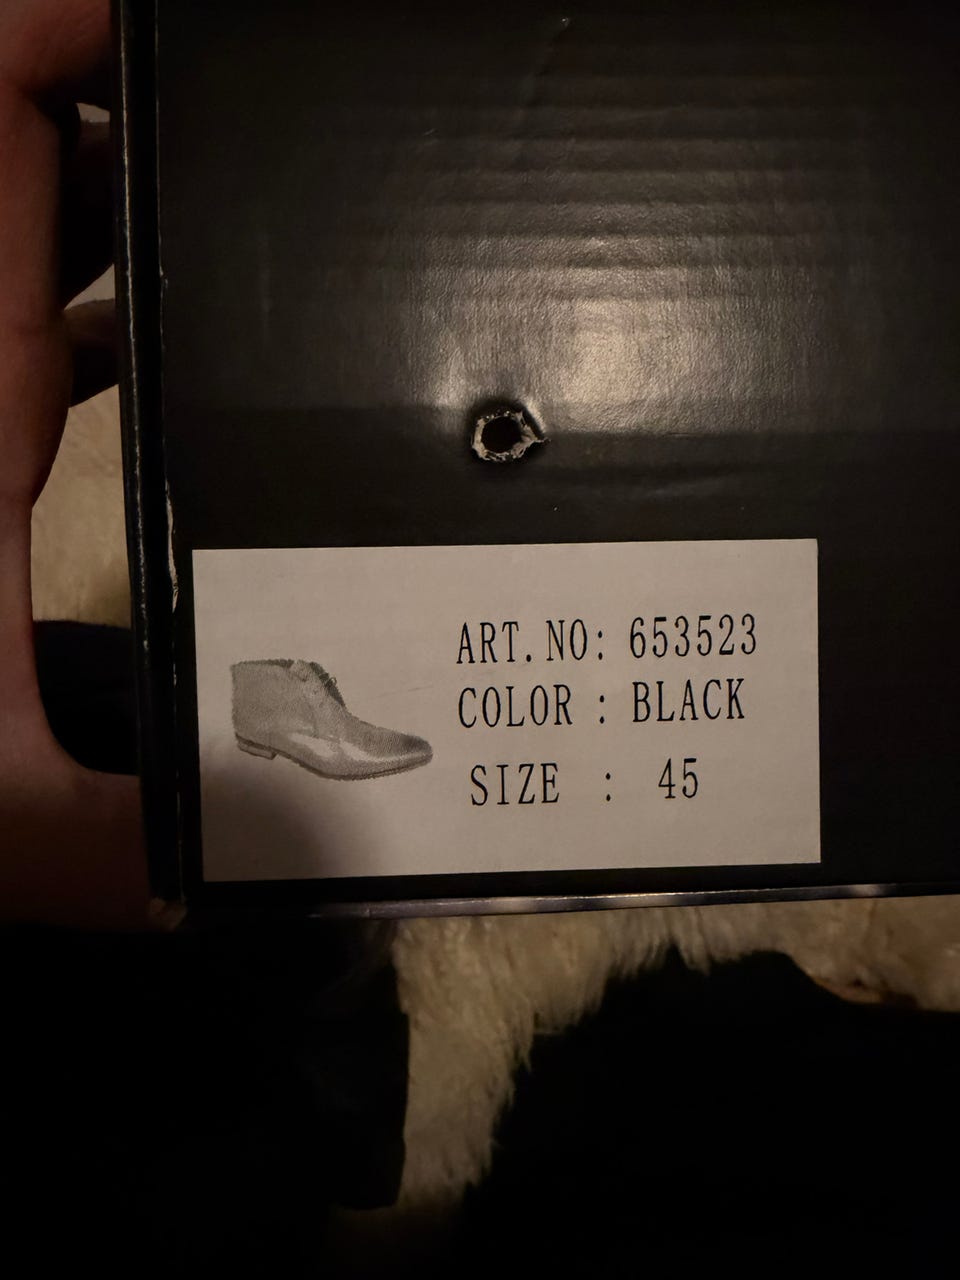 ART.NO: 653523
COLOR : BLACK
SIZE : 45